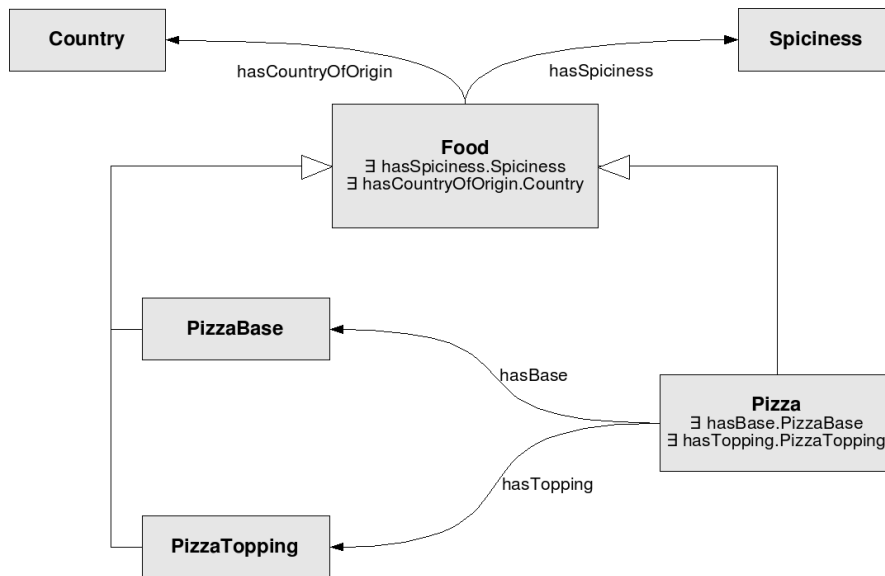 Country
Spiciness
hasCountryOfOrigin
hasSpiciness
Food
∃ hasSpiciness.Spiciness
∃ hasCountryOfOrigin.Country
PizzaBase
hasBase
Pizza
∃ hasBase.PizzaBase
∃ hasTopping.PizzaTopping
hasTopping
PizzaTopping